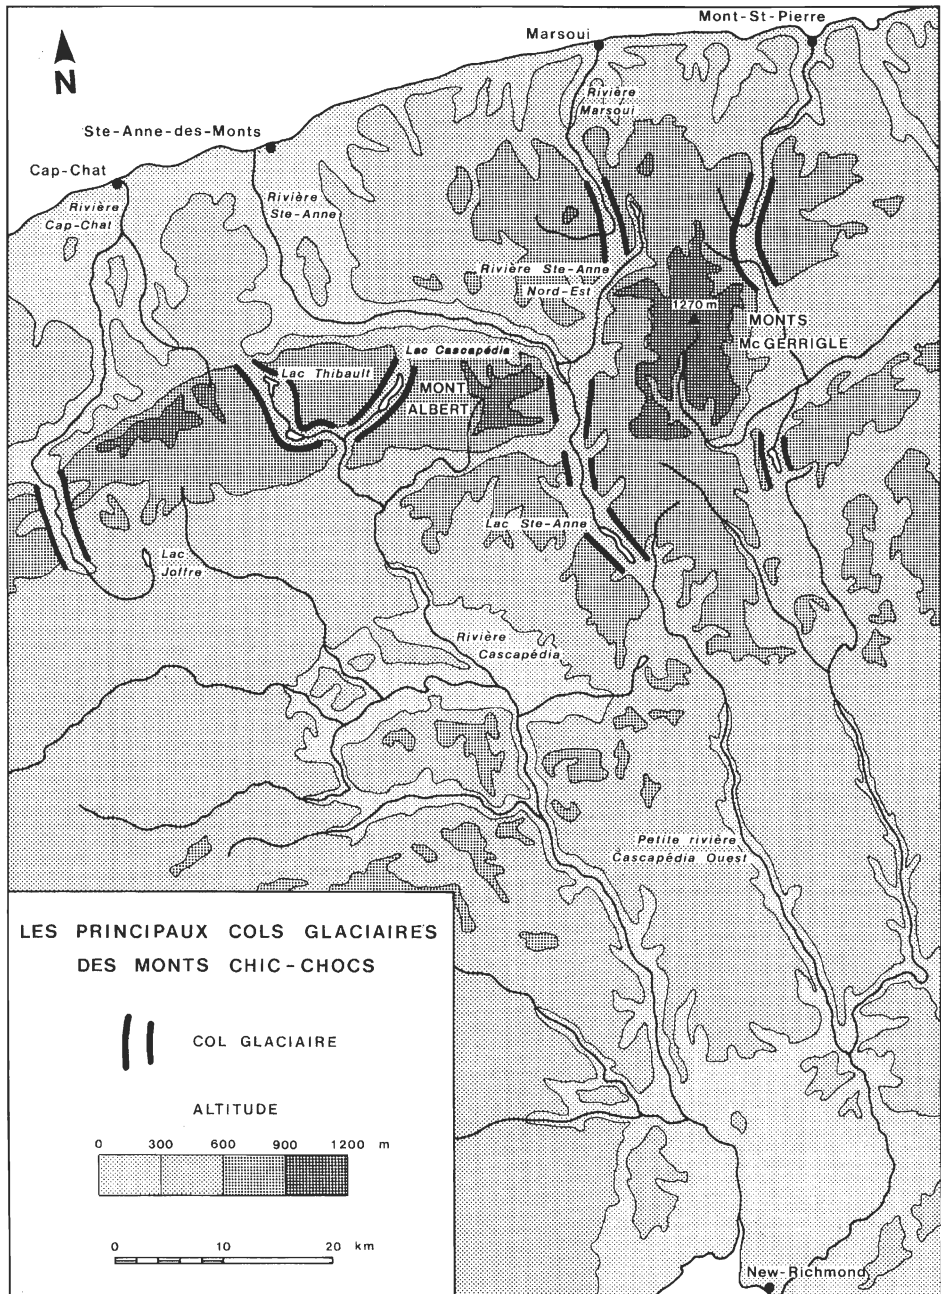 Mont-St-Pierre
Marsoui
N
Rivière
Marsoui
Ste-Anne-des-Monts
Cap-Chat
Rivière
Cap-Chat
Rivière
Ste-Anne
Rivière Ste-Anne
Nord-Est
1270 m
MONTS
Mc GERRIGLE
Lac Cascapédia
Lac Thibault
MONT
ALBERT
Lac Ste-Anne
Lac
Joffre
Rivière
Cascapédia
Petite rivière
Cascapédia Ouest
LES PRINCIPAUX COLS GLACIAIRES
DES MONTS CHIC-CHOCS
COL GLACIAIRE
ALTITUDE
0 300 600 900 1200 m
0 10 20 km
New-Richmond